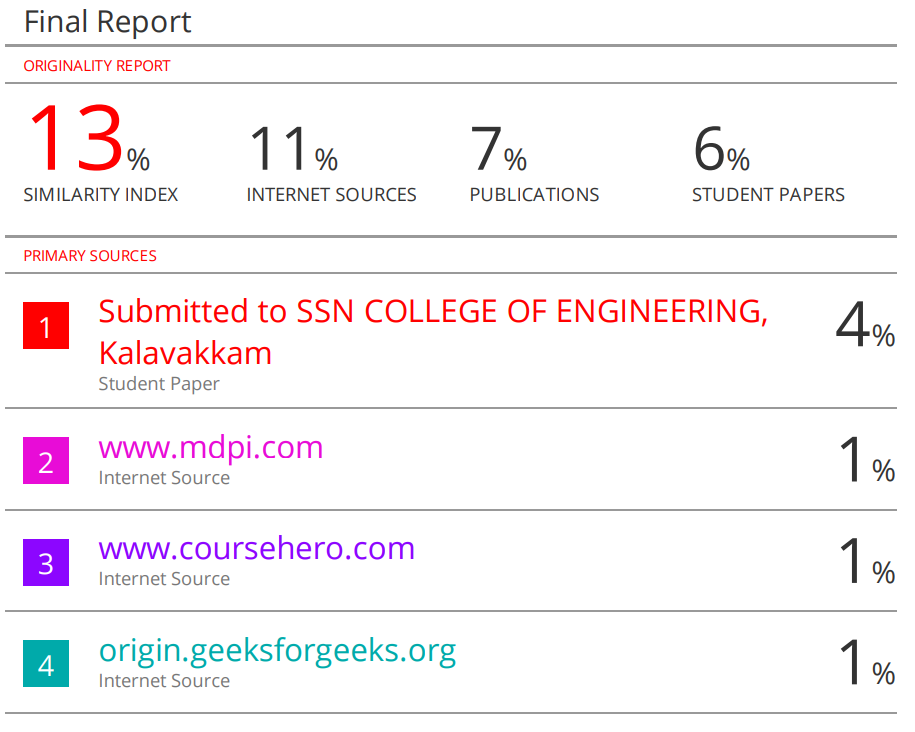 Final Report
ORIGINALITY REPORT
13%
11%
7%
6%
SIMILARITY INDEX
INTERNET SOURCES
PUBLICATIONS
STUDENT PAPERS
PRIMARY SOURCES
1
Submitted to SSN COLLEGE OF ENGINEERING,
Kalavakkam
Student Paper
4%
2
www.mdpi.com
Internet Source
1%
3
www.coursehero.com
Internet Source
1%
4
origin.geeksforgeeks.org
Internet Source
1%